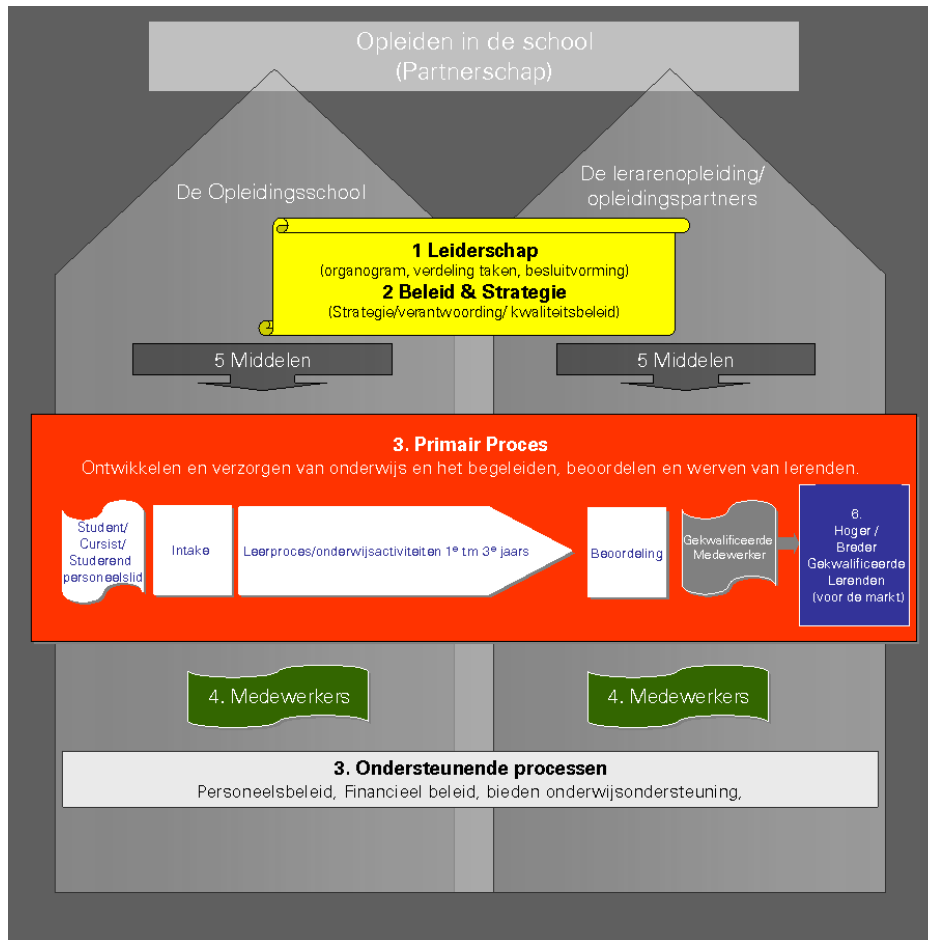 Opleiden in de school
(Partnerschap)
De Opleidingsschool
De lerarenopleiding/
opleidingspartners
1 Leiderschap
(organogram, verdeling taken, besluitvorming)
2 Beleid & Strategie
(Strategie/verantwoording/ kwaliteitsbeleid)
5 Middelen
5 Middelen
3. Primair Proces
Ontwikkelen en verzorgen van onderwijs en het begeleiden, beoordelen en werven van lerenden.
Student/
Cursist/
Studerend
personeelslid
Intake
Leerproces/onderwijsactiviteiten 1e tm 3e jaars
Beoordeling
Gekwalificeerde
Medewerker
6.
Hoger /
Breder
Gekwalificeerde
Lerenden
(voor de markt)
4. Medewerkers
4. Medewerkers
3. Ondersteunende processen
Personeelsbeleid, Financieel beleid, bieden onderwijsondersteuning,